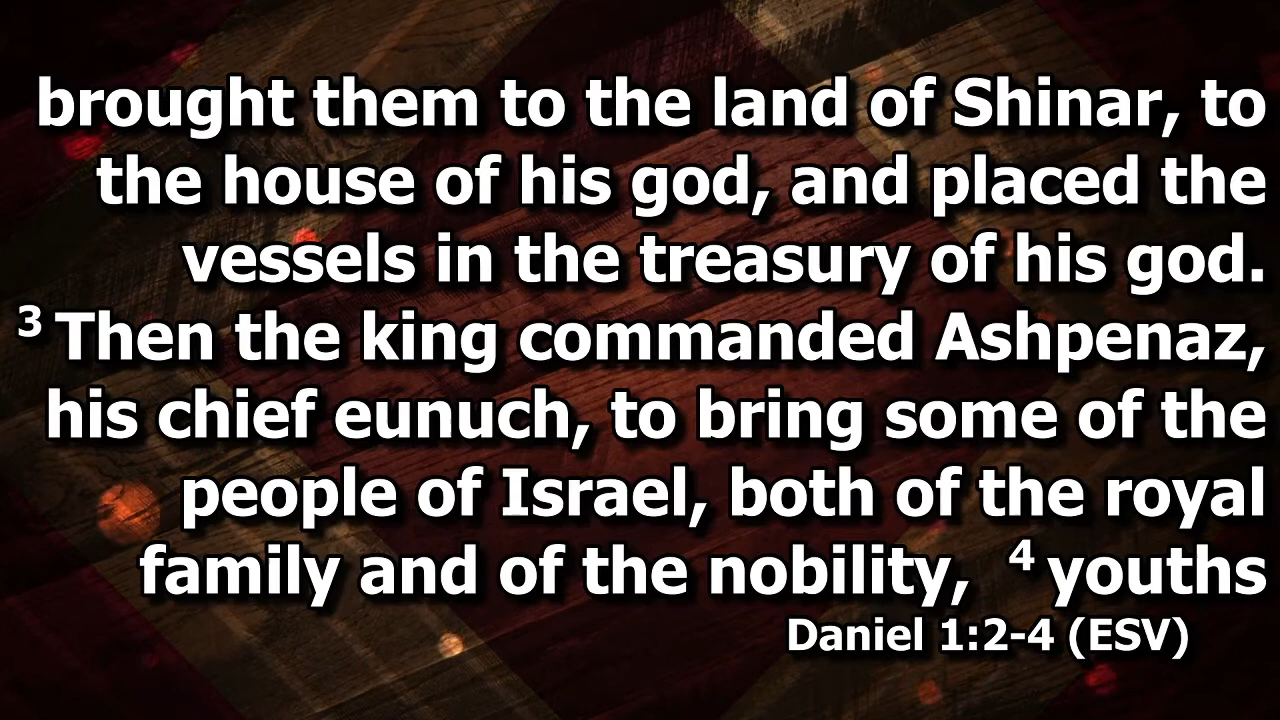 brought them to the land of Shinar, to
the house of his god, and placed the
vessels in the treasury of his god.
3 Then the king commanded Ashpenaz,
his chief eunuch, to bring some of the
people of Israel, both of the royal
family and of the nobility, 4 youths
Daniel 1:2-4 (ESV)